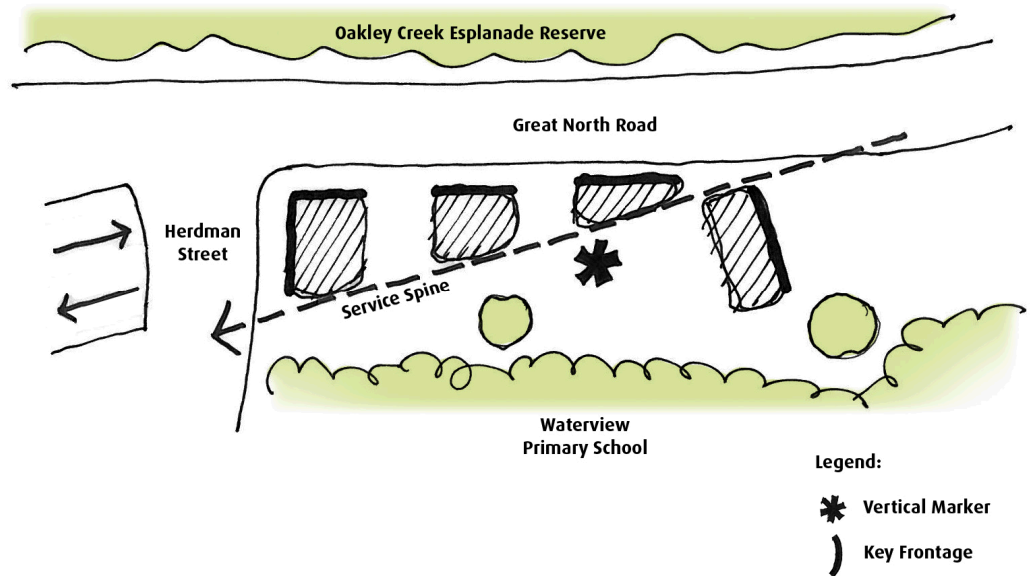 Oakley Creek Esplanade Reserve
Great North Road
Herdman
Street
Service Spine
Waterview
Primary School
Legend:
Vertical Marker
Key Frontage